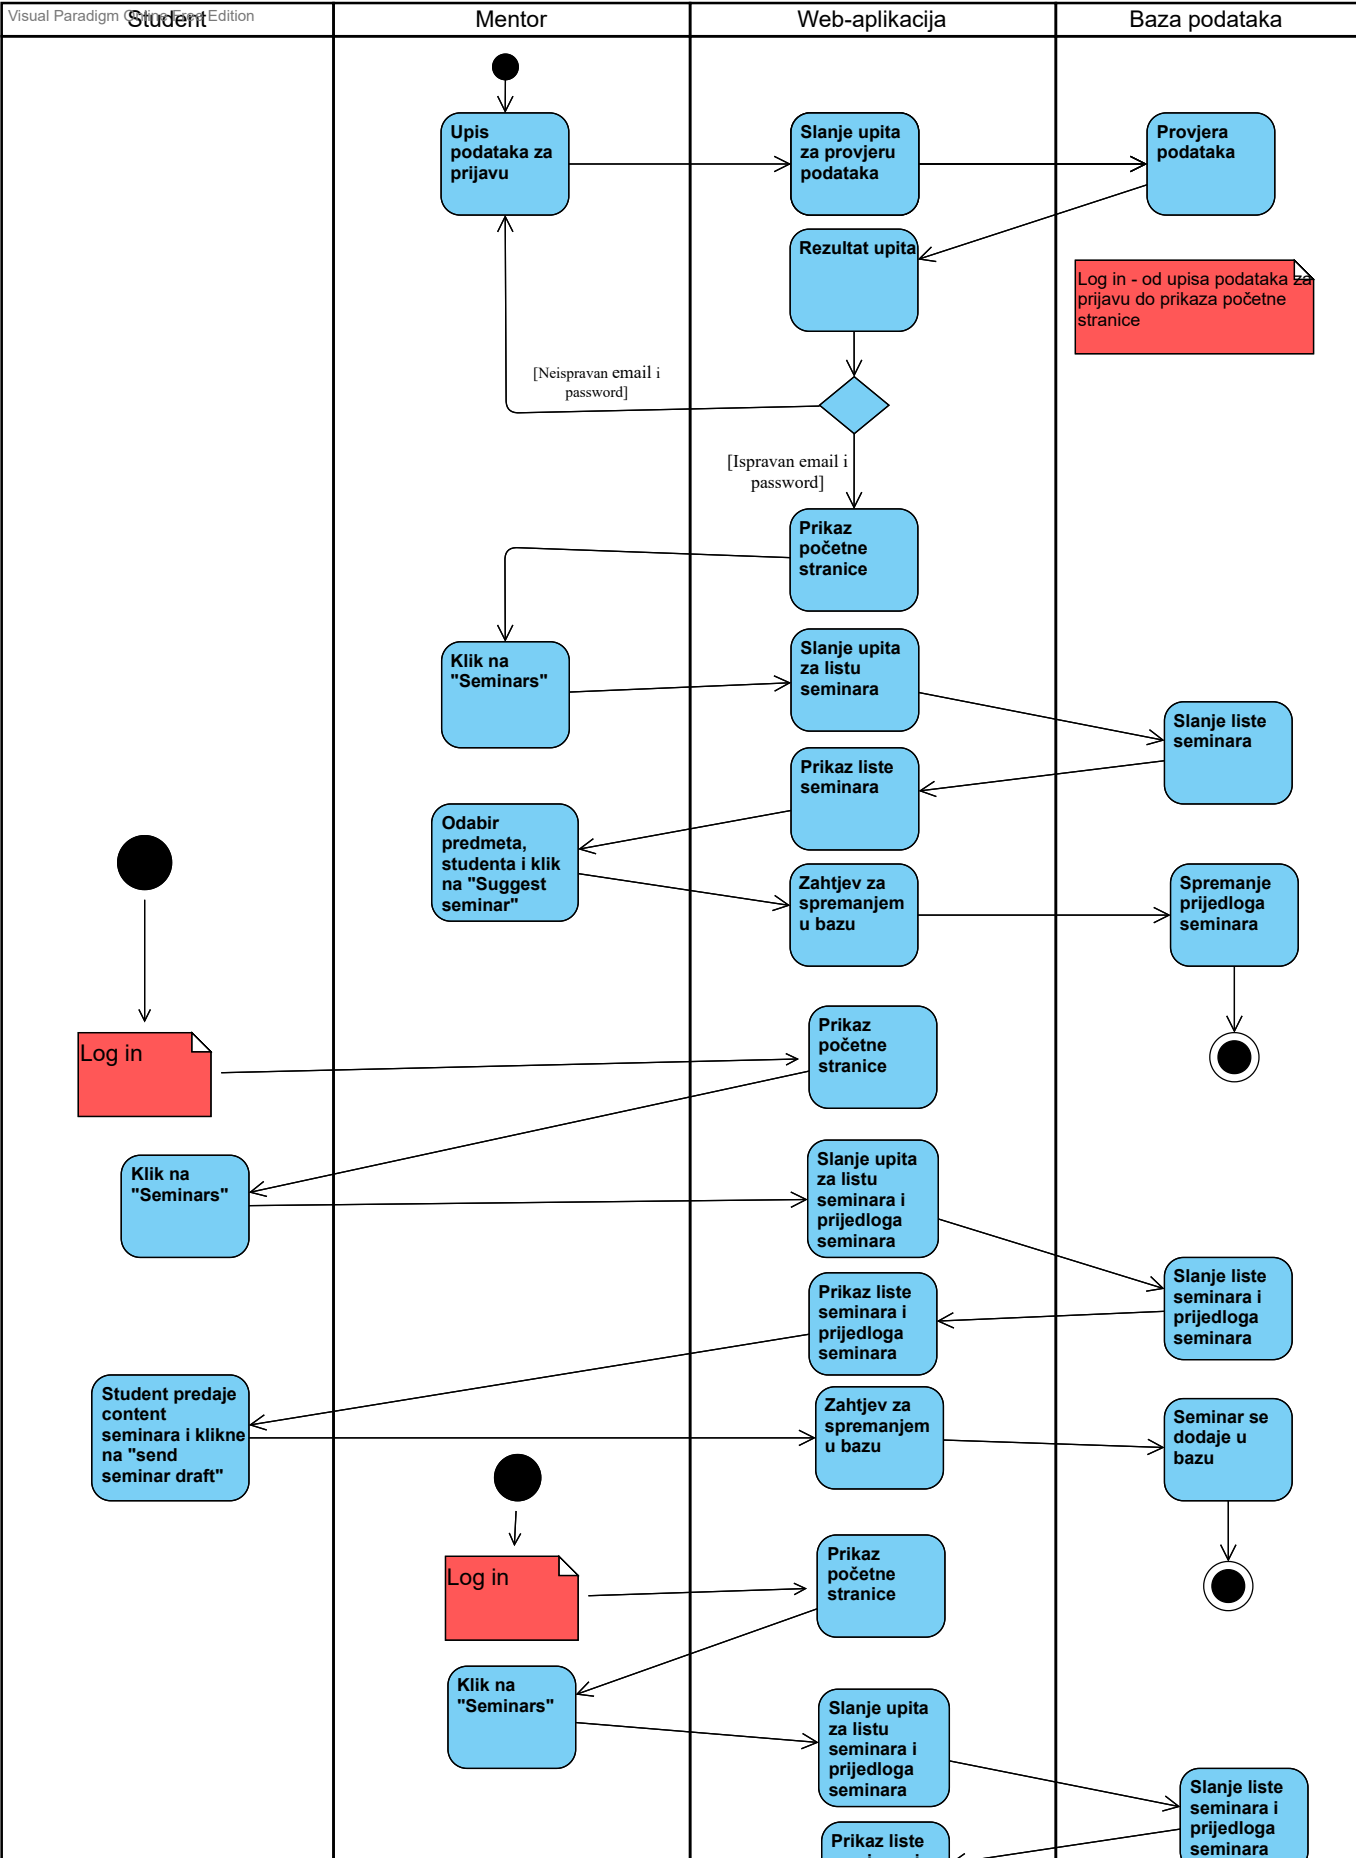 Visual Paradigm Online Free Edition
Student
Mentor
Web-aplikacija
Baza podataka
Upis
podataka za
prijavu
Slanje upita
za provjeru
podataka
Provjera
podataka
Rezultat upita
Log in - od upisa podataka za
prijavu do prikaza početne
stranice
[Neispravan email i
password]
[Ispravan email i
password]
Prikaz
početne
stranice
Klik na
"Seminars"
Slanje upita
za listu
seminara
Slanje liste
seminara
Prikaz liste
seminara
Odabir
predmeta,
studenta i klik
na "Suggest
seminar"
Zahtjev za
spremanjem
u bazu
Spremanje
prijedloga
seminara
Log in
Prikaz
početne
stranice
Klik na
"Seminars"
Slanje upita
za listu
seminara i
prijedloga
seminara
Slanje liste
seminara i
prijedloga
seminara
Prikaz liste
seminara i
prijedloga
seminara
Student predaje
content
seminara i klikne
na "send
seminar draft"
Zahtjev za
spremanjem
u bazu
Seminar se
dodaje u
bazu
Log in
Prikaz
početne
stranice
Klik na
"Seminars"
Slanje upita
za listu
seminara i
prijedloga
seminara
Slanje liste
seminara i
prijedloga
seminara
Prikaz liste